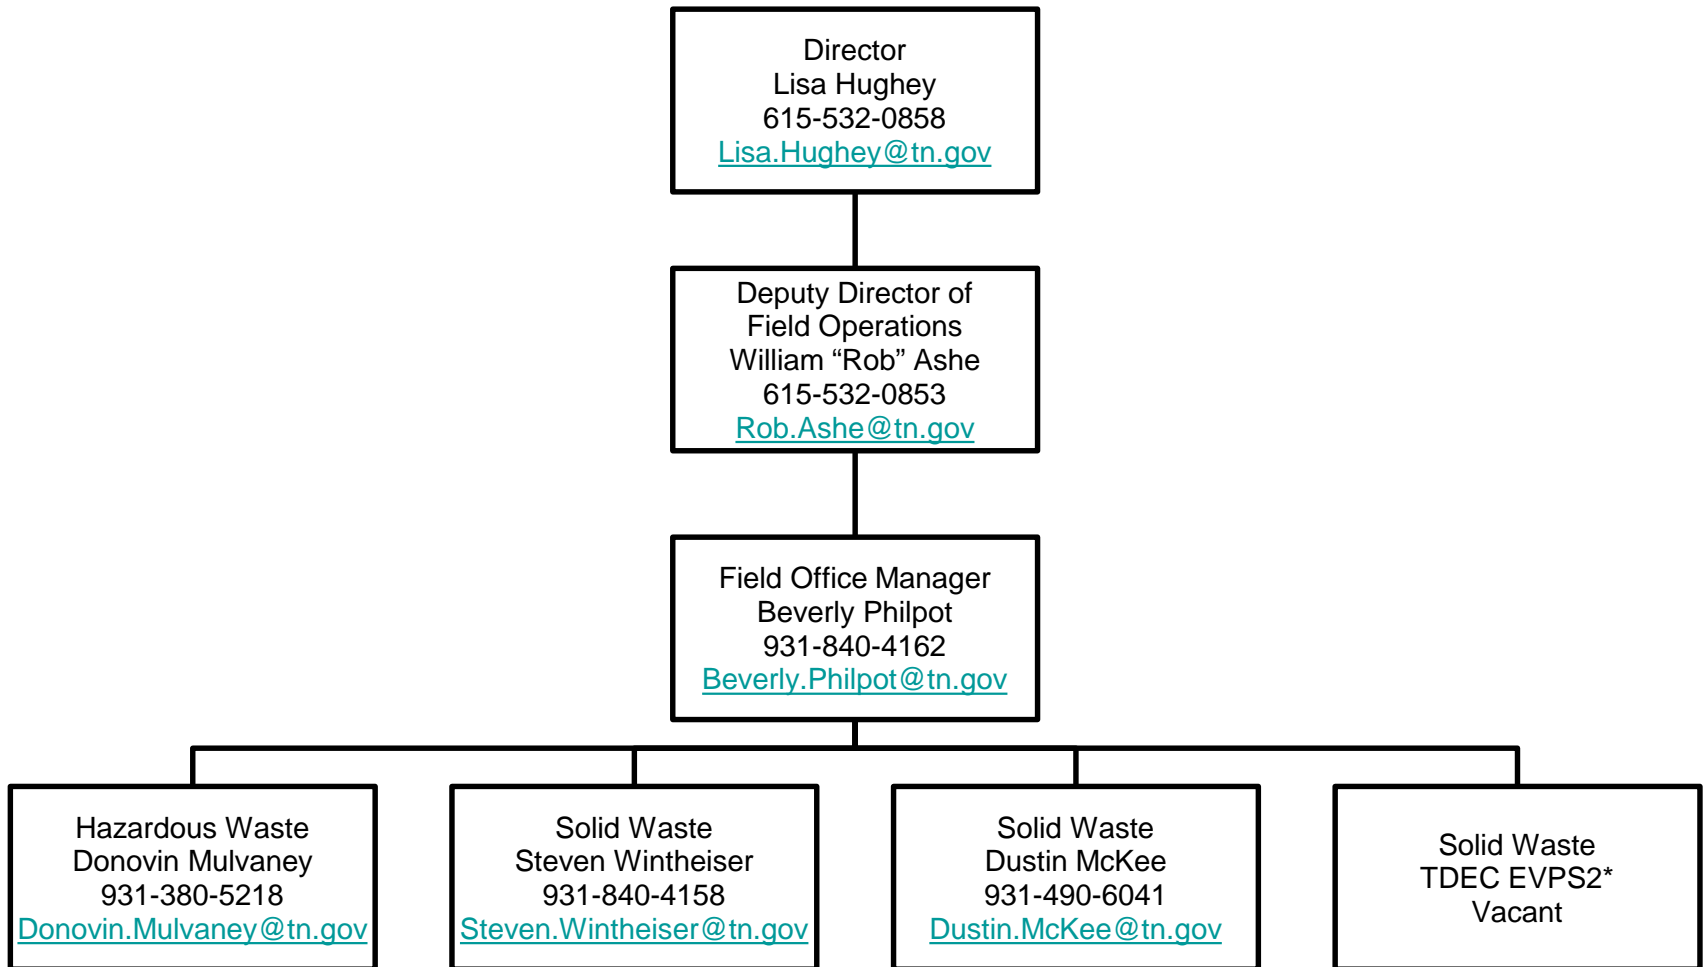 Director
Lisa Hughey
615-532-0858
Lisa.Hughey@tn.gov
Deputy Director of
Field Operations
William “Rob” Ashe
615-532-0853
Rob.Ashe@tn.gov
Field Office Manager
Beverly Philpot
931-840-4162
Beverly.Philpot@tn.gov
Hazardous Waste
Donovin Mulvaney
931-380-5218
Donovin.Mulvaney@tn.gov
Solid Waste
Steven Wintheiser
931-840-4158
Steven.Wintheiser@tn.gov
Solid Waste
Dustin McKee
931-490-6041
Dustin.McKee@tn.gov
Solid Waste
TDEC EVPS2*
Vacant